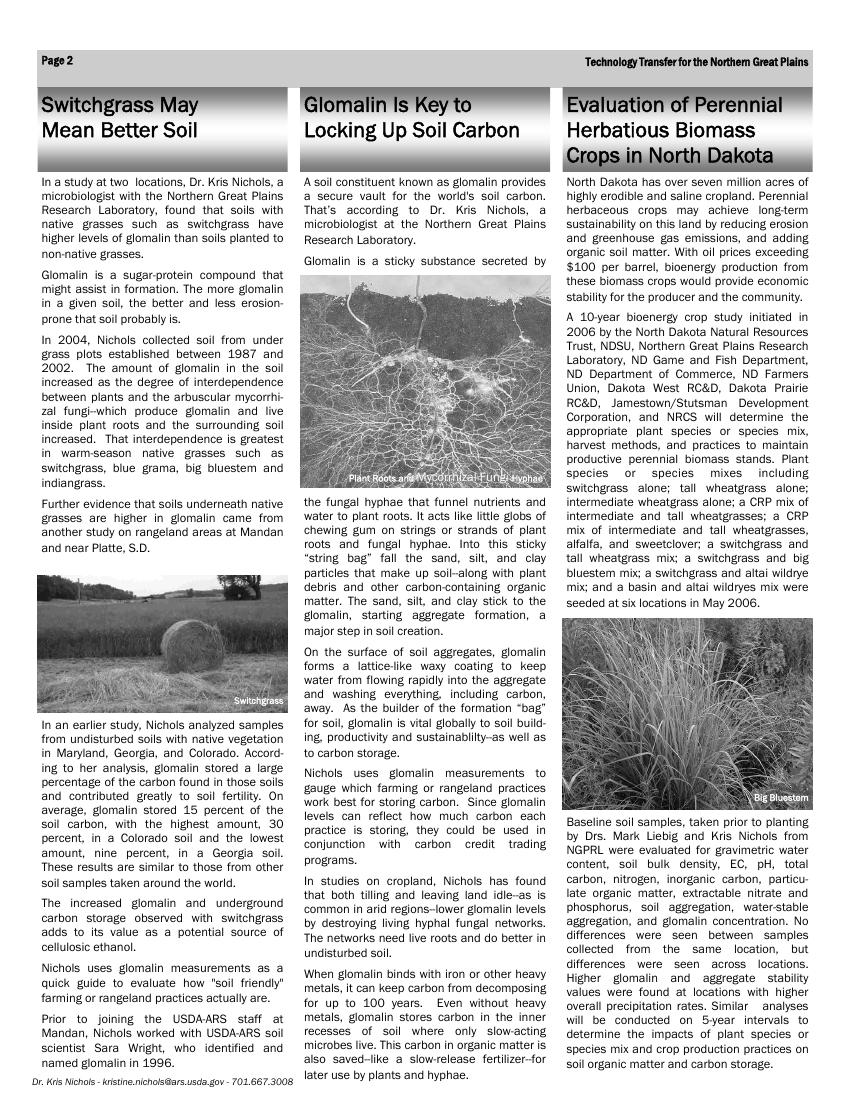 Page 2
Technology Transfer for the Northern Great Plains
Switchgrass May
Mean Better Soil
In a study at two locations, Dr. Kris Nichols, a
microbiologist with the Northern Great Plains
Research Laboratory, found that soils with
native grasses such as switchgrass have
higher levels of glomalin than soils planted to
non-native grasses.
Glomalin is a sugar-protein compound that
might assist in formation. The more glomalin
in a given soil, the better and less erosion-
prone that soil probably is.
In 2004, Nichols collected soil from under
grass plots established between 1987 and
2002. The amount of glomalin in the soil
increased as the degree of interdependence
between plants and the arbuscular mycorrhi-
zal fungi--which produce glomalin and live
inside plant roots and the surrounding soil
increased. That interdependence is greatest
in warm-season native grasses such as
switchgrass, blue grama, big bluestem and
indiangrass.
Further evidence that soils underneath native
grasses are higher in glomalin came from
another study on rangeland areas at Mandan
and near Platte, S.D.
Switchgrass
In an earlier study, Nichols analyzed samples
from undisturbed soils with native vegetation
in Maryland, Georgia, and Colorado. Accord-
ing to her analysis, glomalin stored a large
percentage of the carbon found in those soils
and contributed greatly to soil fertility. On
average, glomalin stored 15 percent of the
soil carbon, with the highest amount, 30
percent, in a Colorado soil and the lowest
amount, nine percent, in a Georgia soil.
These results are similar to those from other
soil samples taken around the world.
The increased glomalin and underground
carbon storage observed with switchgrass
adds to its value as a potential source of
cellulosic ethanol.
Nichols uses glomalin measurements as a
quick guide to evaluate how "soil friendly"
farming or rangeland practices actually are.
Prior to joining the USDA-ARS staff at
Mandan, Nichols worked with USDA-ARS soil
scientist Sara Wright, who identified and
named glomalin in 1996.
Dr. Kris Nichols - kristine.nichols@ars.usda.gov - 701.667.3008
Glomalin Is Key to
Locking Up Soil Carbon
A soil constituent known as glomalin provides
a secure vault for the world's soil carbon.
That's according to Dr. Kris Nichols, a
microbiologist at the Northern Great Plains
Research Laboratory.
Glomalin is a sticky substance secreted by
Plant Roots and Mycorrhizal Fungi Hyphae
the fungal hyphae that funnel nutrients and
water to plant roots. It acts like little globs of
chewing gum on strings or strands of plant
roots and fungal hyphae. Into this sticky
“string bag” fall the sand, silt, and clay
particles that make up soil--along with plant
debris and other carbon-containing organic
matter. The sand, silt, and clay stick to the
glomalin, starting aggregate formation, a
major step in soil creation.
On the surface of soil aggregates, glomalin
forms a lattice-like waxy coating to keep
water from flowing rapidly into the aggregate
and washing everything, including carbon,
away. As the builder of the formation “bag”
for soil, glomalin is vital globally to soil build-
ing, productivity and sustainablilty--as well as
to carbon storage.
Nichols uses glomalin measurements to
gauge which farming or rangeland practices
work best for storing carbon. Since glomalin
levels can reflect how much carbon each
practice is storing, they could be used in
conjunction with carbon credit trading
programs.
In studies on cropland, Nichols has found
that both tilling and leaving land idle--as is
common in arid regions--lower glomalin levels
by destroying living hyphal fungal networks.
The networks need live roots and do better in
undisturbed soil.
When glomalin binds with iron or other heavy
metals, it can keep carbon from decomposing
for up to 100 years. Even without heavy
metals, glomalin stores carbon in the inner
recesses of soil where only slow-acting
microbes live. This carbon in organic matter is
also saved--like a slow-release fertilizer--for
later use by plants and hyphae.
Evaluation of Perennial
Herbatious Biomass
Crops in North Dakota
North Dakota has over seven million acres of
highly erodible and saline cropland. Perennial
herbaceous crops may achieve long-term
sustainability on this land by reducing erosion
and greenhouse gas emissions, and adding
organic soil matter. With oil prices exceeding
$100 per barrel, bioenergy production from
these biomass crops would provide economic
stability for the producer and the community.
A 10-year bioenergy crop study initiated in
2006 by the North Dakota Natural Resources
Trust, NDSU, Northern Great Plains Research
Laboratory, ND Game and Fish Department,
ND Department of Commerce, ND Farmers
Union, Dakota West RC&D, Dakota Prairie
RC&D, Jamestown/Stutsman Development
Corporation, and NRCS will determine the
appropriate plant species or species mix,
harvest methods, and practices to maintain
productive perennial biomass stands. Plant
species or species mixes including
switchgrass alone; tall wheatgrass alone;
intermediate wheatgrass alone; a CRP mix of
intermediate and tall wheatgrasses; a CRP
mix of intermediate and tall wheatgrasses,
alfalfa, and sweetclover; a switchgrass and
tall wheatgrass mix; a switchgrass and big
bluestem mix; a switchgrass and altai wildrye
mix; and a basin and altai wildryes mix were
seeded at six locations in May 2006.
Big Bluestem
Baseline soil samples, taken prior to planting
by Drs. Mark Liebig and Kris Nichols from
NGPRL were evaluated for gravimetric water
content, soil bulk density, EC, pH, total
carbon, nitrogen, inorganic carbon, particu-
late organic matter, extractable nitrate and
phosphorus, soil aggregation, water-stable
aggregation, and glomalin concentration. No
differences were seen between samples
collected from the same location, but
differences were seen across locations.
Higher glomalin and aggregate stability
values were found at locations with higher
overall precipitation rates. Similar analyses
will be conducted on 5-year intervals to
determine the impacts of plant species or
species mix and crop production practices on
soil organic matter and carbon storage.